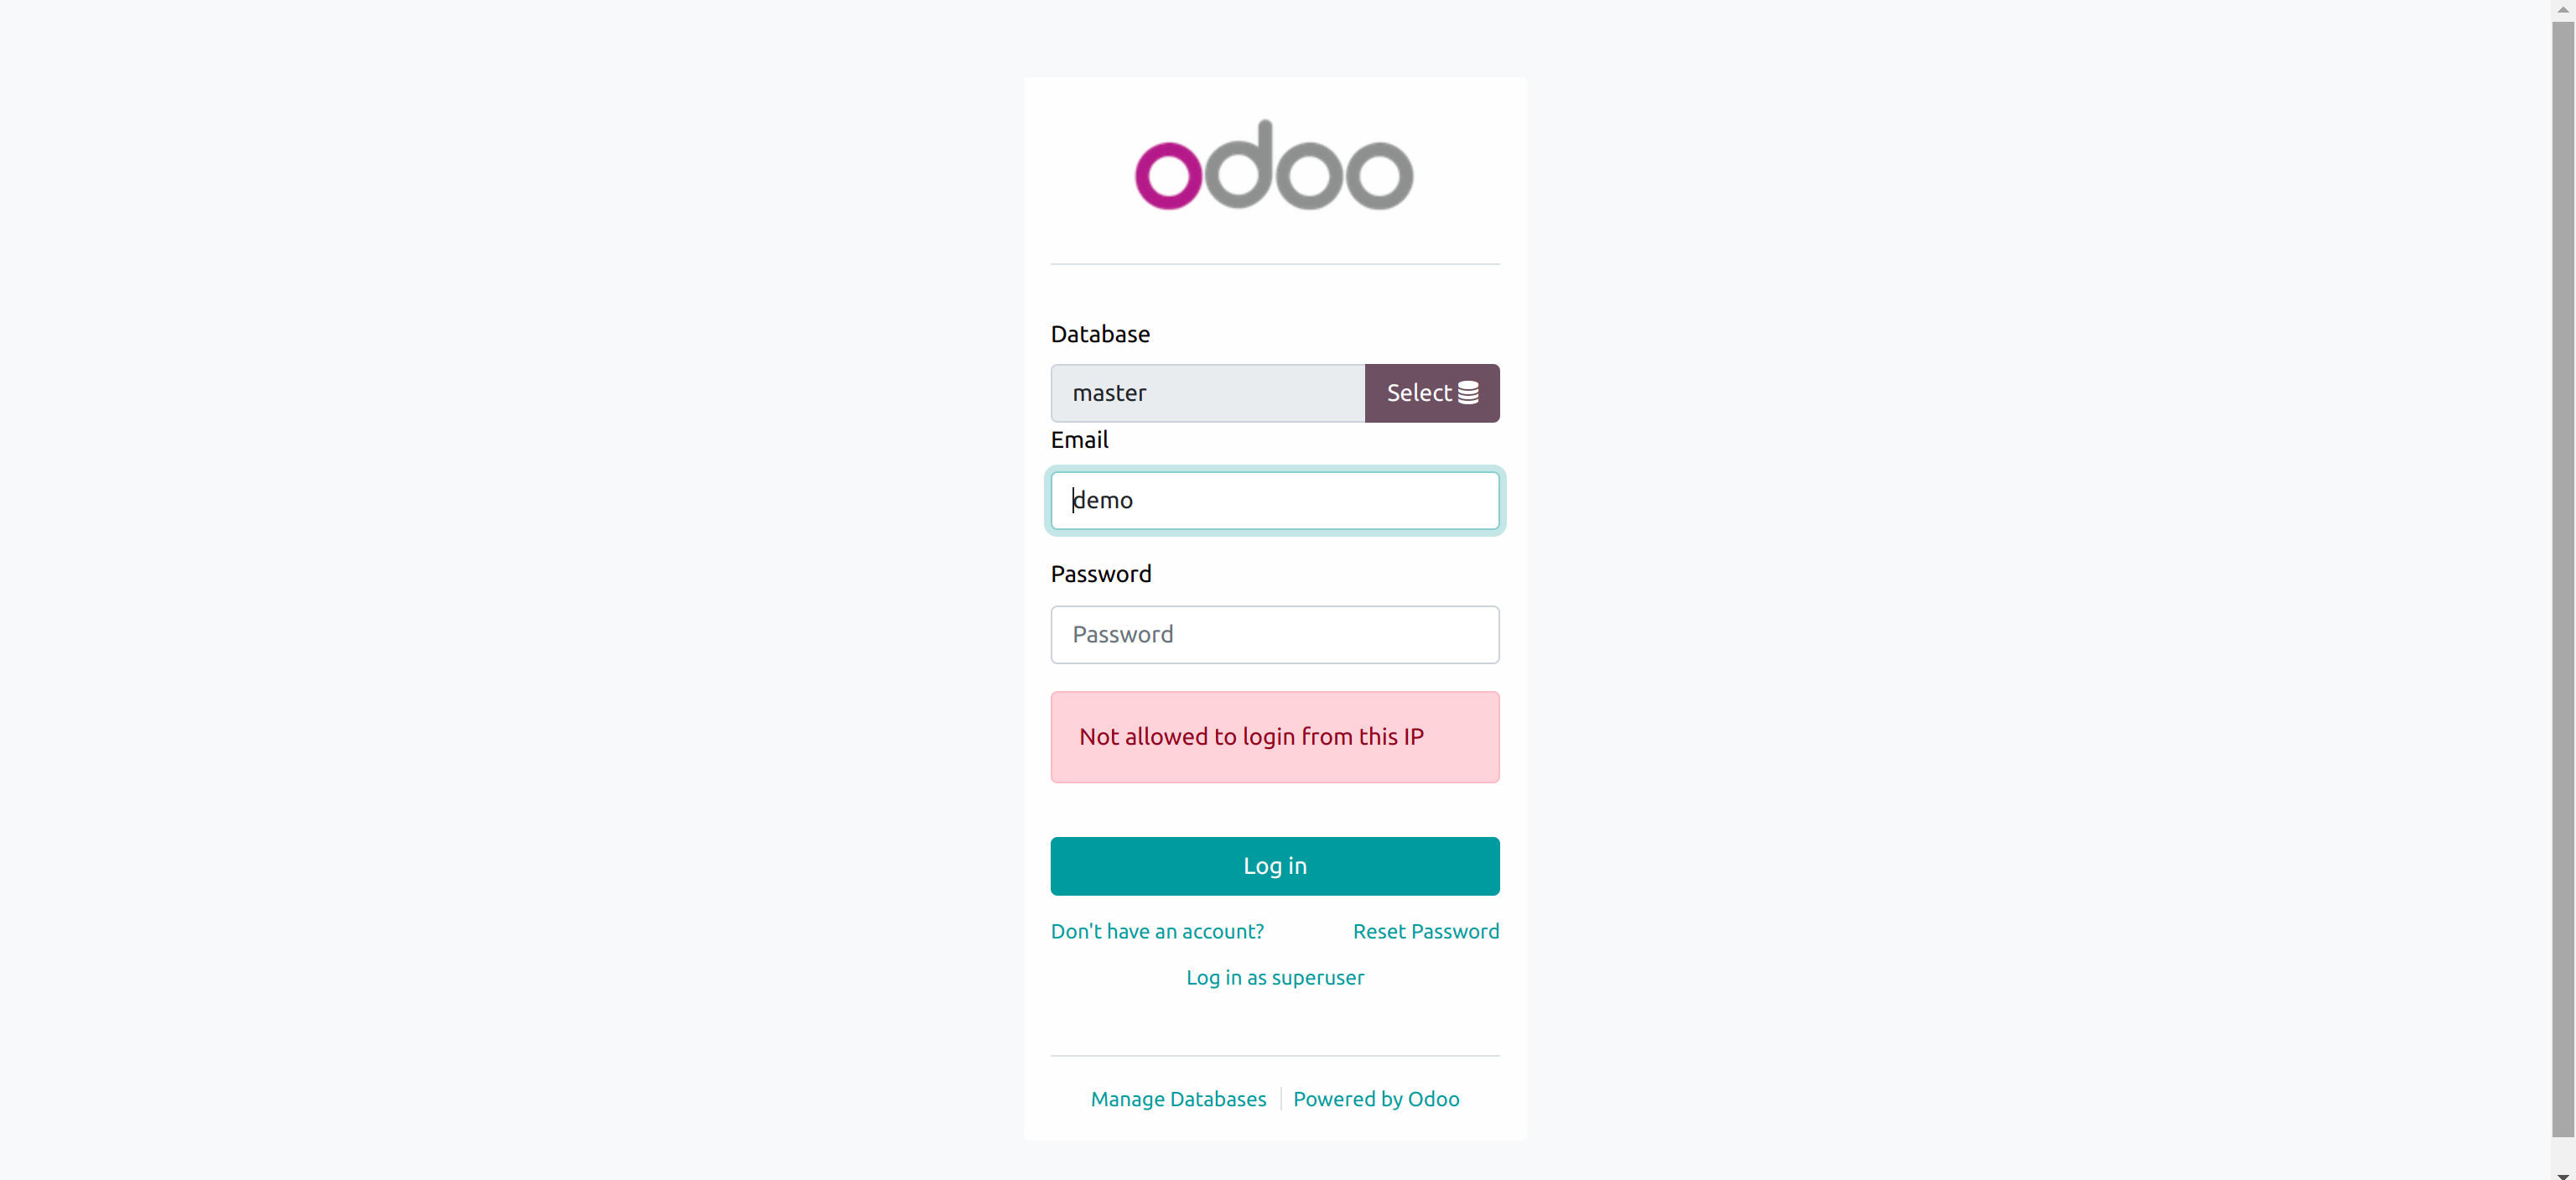 odoo
Database
master
Select
Email
demo
Password
Password
Not allowed to login from this IP
Log in
Don't have an account? Reset Password
Log in as superuser
Manage Databases Powered by Odoo